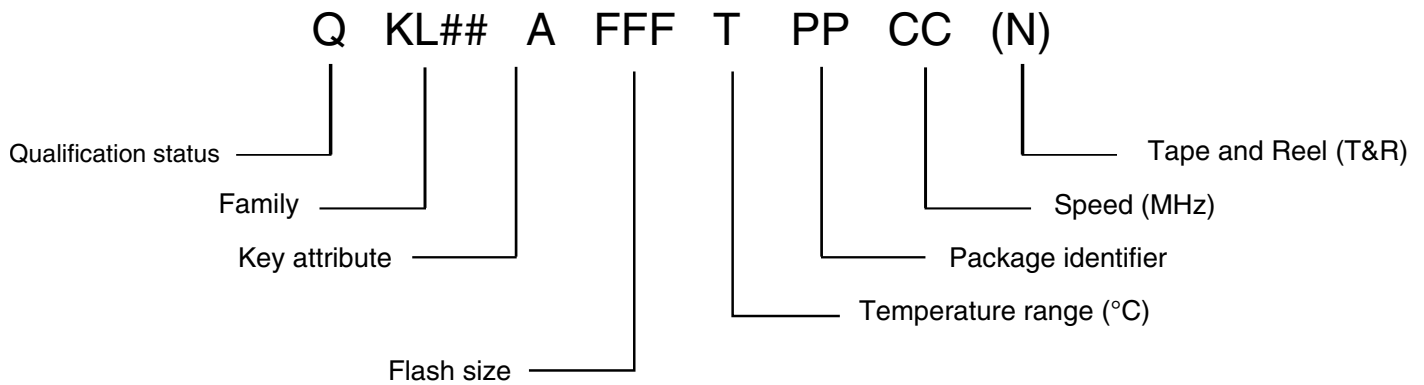 Q KL## A FFF T PP CC (N)
Qualification status
Tape and Reel (T&R)
Family
Speed (MHz)
Key attribute
Package identifier
Temperature range (°C)
Flash size